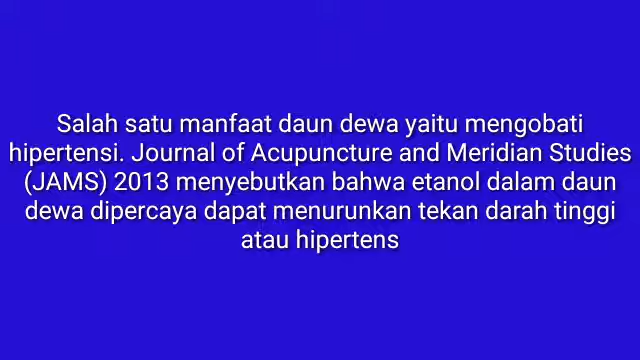 Salah satu manfaat daun dewa yaitu mengobati
hipertensi. Journal of Acupuncture and Meridian Studies
(JAMS) 2013 menyebutkan bahwa etanol dalam daun
dewa dipercaya dapat menurunkan tekan darah tinggi
atau hipertens